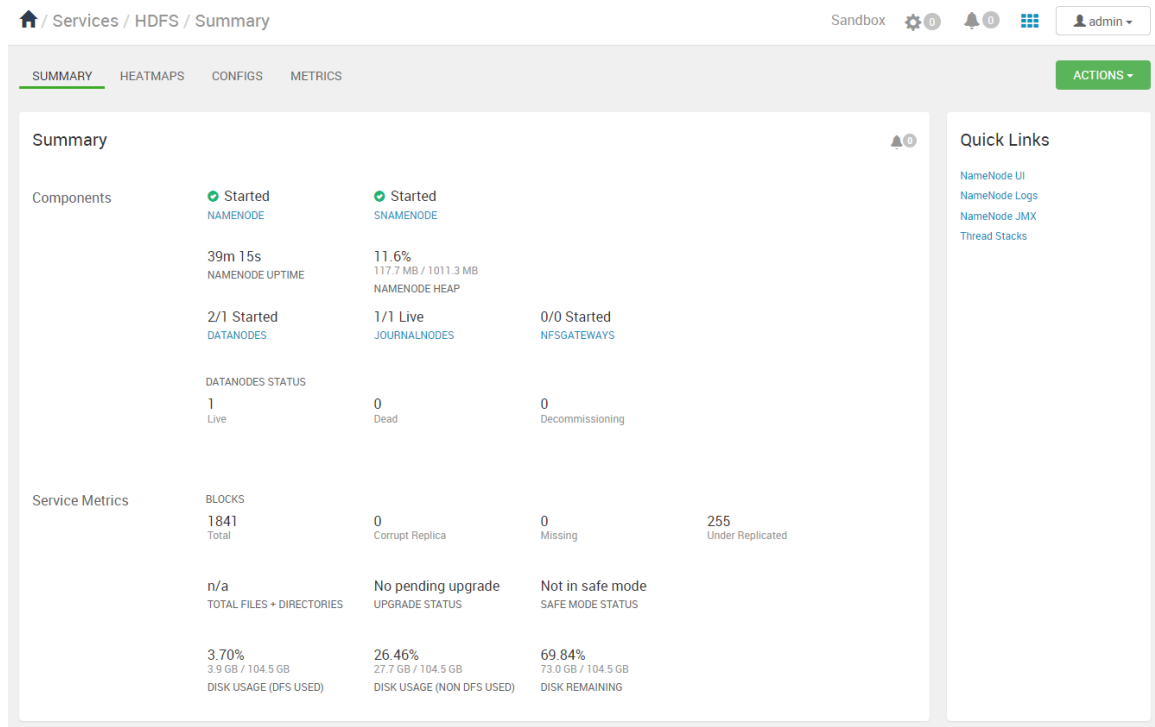 / Services / HDFS / Summary
Sandbox 0 0 admin
SUMMARY HEATMAPS CONFIGS METRICS
ACTIONS
Summary
0
Components
Started
NAMENODE
Started
SNAMENODE
39m 15s
NAMENODE UPTIME
11.6%
117.7 MB / 1011.3 MB
NAMENODE HEAP
2/1 Started
DATANODES
1/1 Live
JOURNALNODES
0/0 Started
NFSGATEWAYS
DATANODES STATUS
1
Live
0
Dead
0
Decommissioning
Service Metrics
BLOCKS
1841
Total
0
Corrupt Replica
0
Missing
255
Under Replicated
n/a
TOTAL FILES + DIRECTORIES
No pending upgrade
UPGRADE STATUS
Not in safe mode
SAFE MODE STATUS
3.70%
3.9 GB / 104.5 GB
DISK USAGE (DFS USED)
26.46%
27.7 GB / 104.5 GB
DISK USAGE (NON DFS USED)
69.84%
73.0 GB / 104.5 GB
DISK REMAINING
Quick Links
NameNode UI
NameNode Logs
NameNode JMX
Thread Stacks